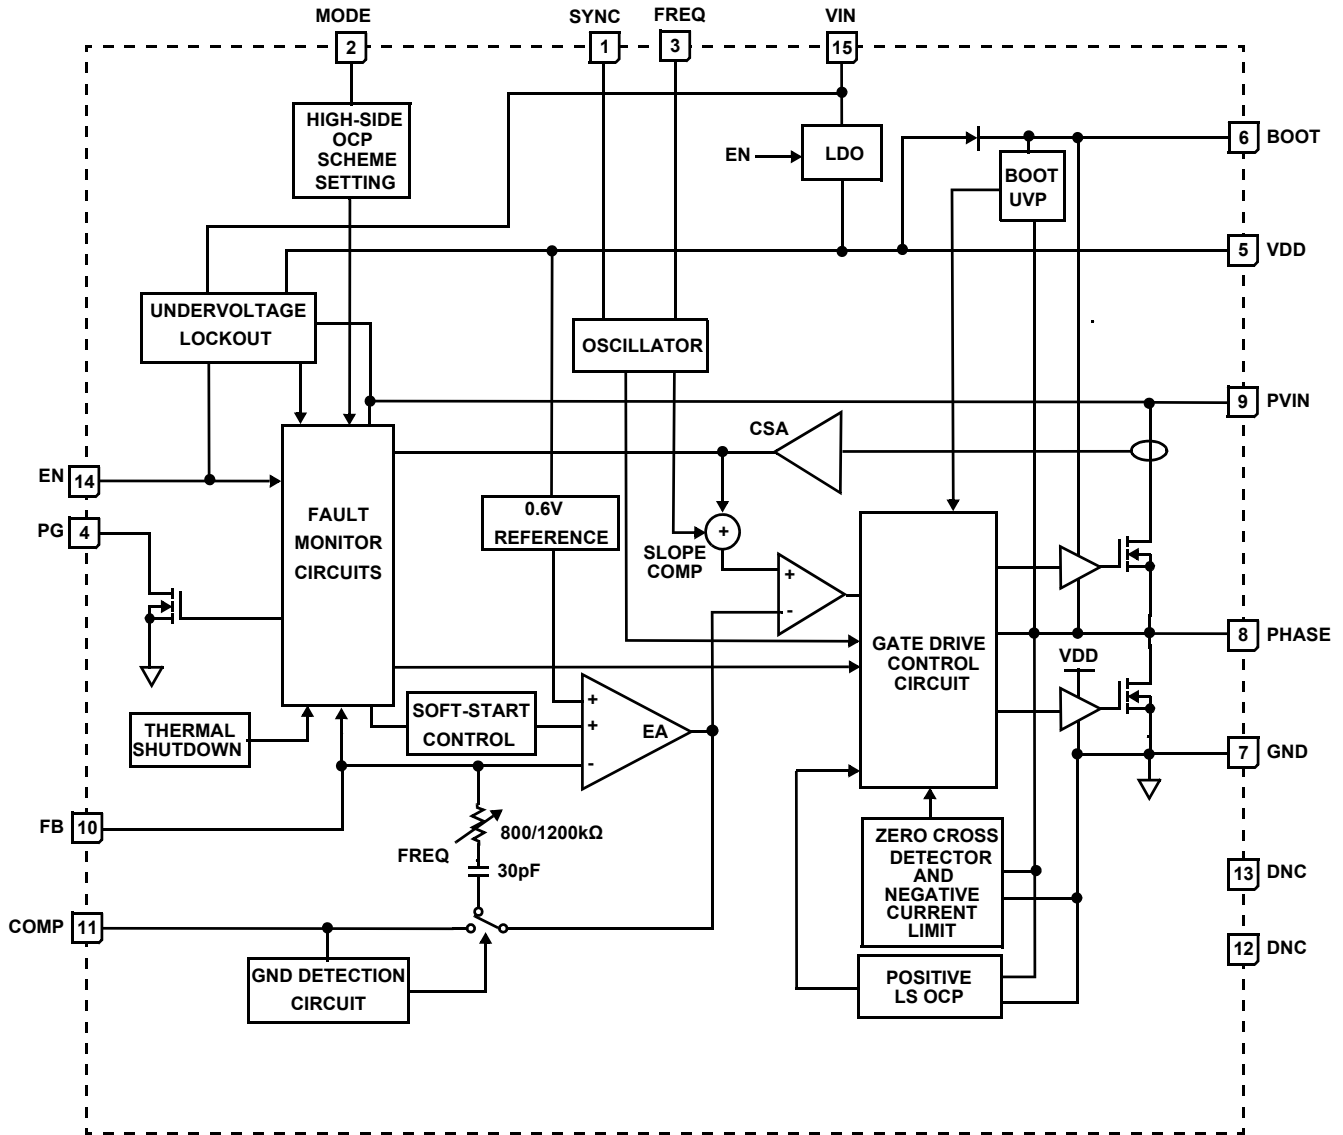 MODE
SYNC
FREQ
VIN
2
1
3
15
HIGH-SIDE
OCP
SCHEME
SETTING
EN
LDO
6
BOOT
BOOT
UVP
5
VDD
UNDERVOLTAGE
LOCKOUT
OSCILLATOR
9
PVIN
CSA
EN
14
FAULT
MONITOR
CIRCUITS
PG
4
0.6V
REFERENCE
+
SLOPE
COMP
+
-
GATE DRIVE
CONTROL
CIRCUIT
8
PHASE
VDD
THERMAL
SHUTDOWN
SOFT-START
CONTROL
+
+
-
EA
7
GND
FB
10
800/1200kΩ
FREQ
30pF
ZERO CROSS
DETECTOR
AND
NEGATIVE
CURRENT
LIMIT
13
DNC
COMP
11
12
DNC
GND DETECTION
CIRCUIT
POSITIVE
LS OCP